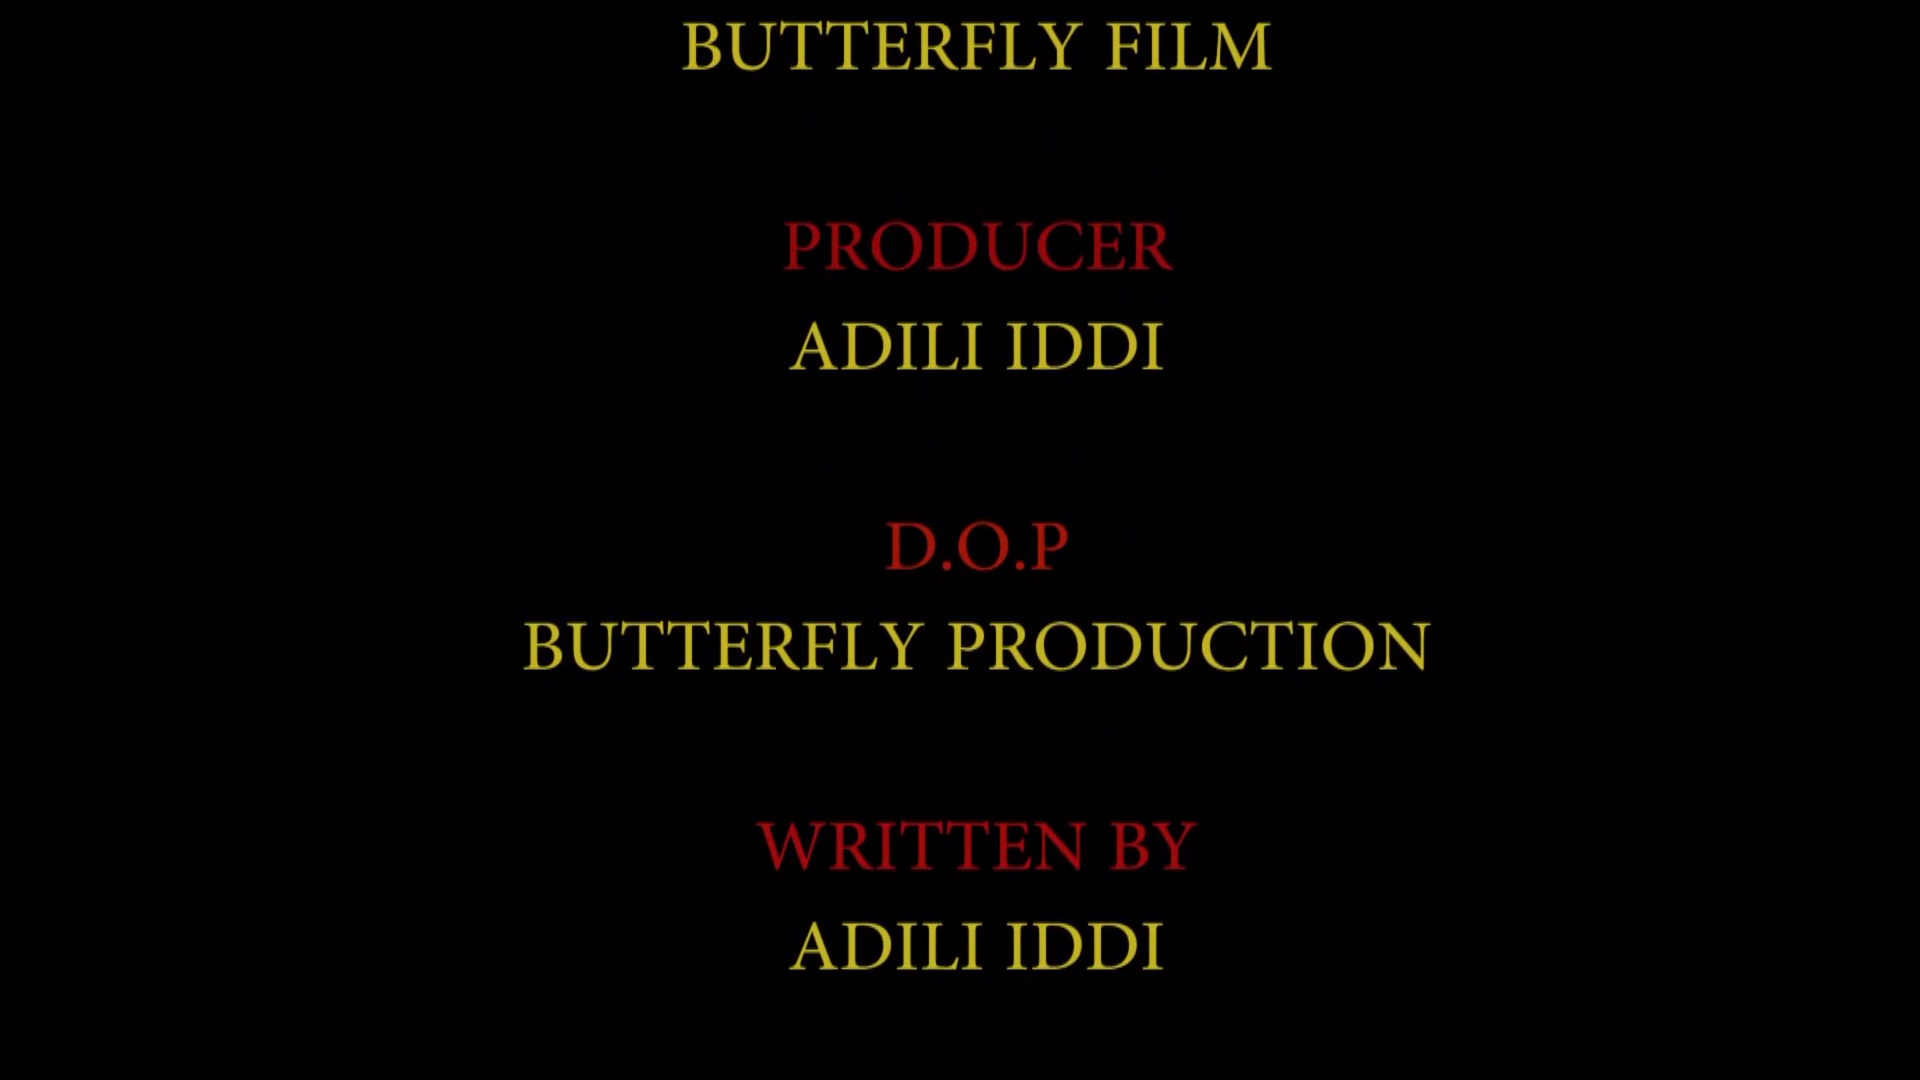 BUTTERFLY FILM
PRODUCER
ADILI IDDI
D.O.P
BUTTERFLY PRODUCTION
WRITTEN BY
ADILI IDDI